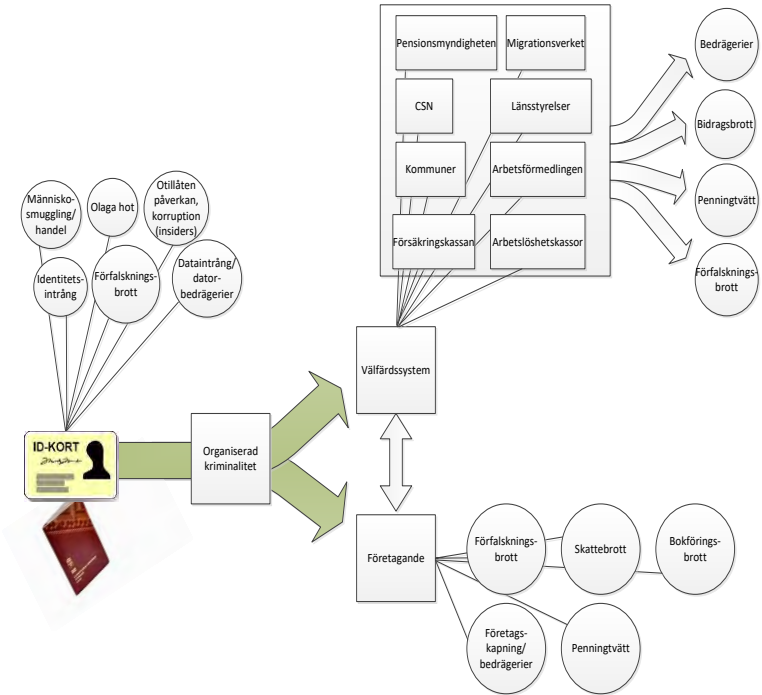 Pensionsmyndigheten
Migrationsverket
CSN
Länsstyrelser
Kommuner
Arbetsförmedlingen
Försäkringskassan
Arbetslöshetskassor
Bedrägerier
Bidragsbrott
Penningtvätt
Förfalsknings-
brott
Människo-
smuggling/
handel
Olaga hot
Otillåten
påverkan,
korruption
(insiders)
Identitets-
intrång
Förfalsknings-
brott
Dataintrång/
dator-
bedrägerier
Välfärdssystem
ID-KORT
Organiserad
kriminalitet
Företagande
Förfalsknings-
brott
Skattebrott
Bokförings-
brott
Företags-
kapning/
bedrägerier
Penningtvätt